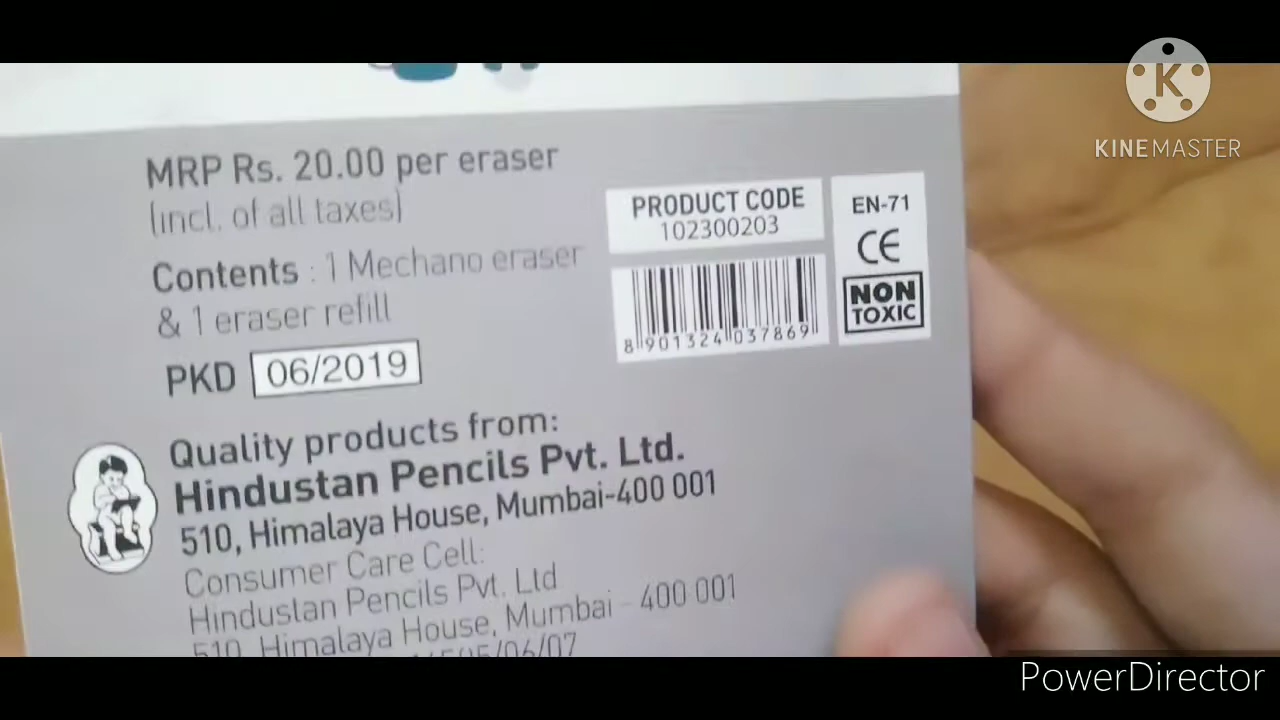 MRP Rs. 20.00 per eraser
(incl. of all taxes)
Contents : 1 Mechano eraser
& 1 eraser refill
PKD 06/2019
PRODUCT CODE
102300203
8 901324 037869
EN-71
CE
NON
TOXIC
Quality products from:
Hindustan Pencils Pvt. Ltd.
510, Himalaya House, Mumbai-400 001
Consumer Care Cell:
Hindustan Pencils Pvt. Ltd
510, Himalaya House, Mumbai - 400 001
05/06/07
K
KINEMASTER
PowerDirector